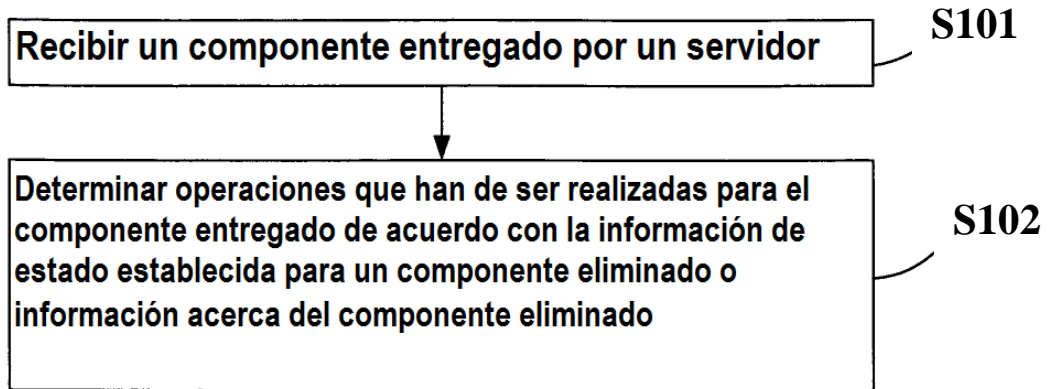 Recibir un componente entregado por un servidor
S101
Determinar operaciones que han de ser realizadas para el
componente entregado de acuerdo con la información de
estado establecida para un componente eliminado o
información acerca del componente eliminado
S102